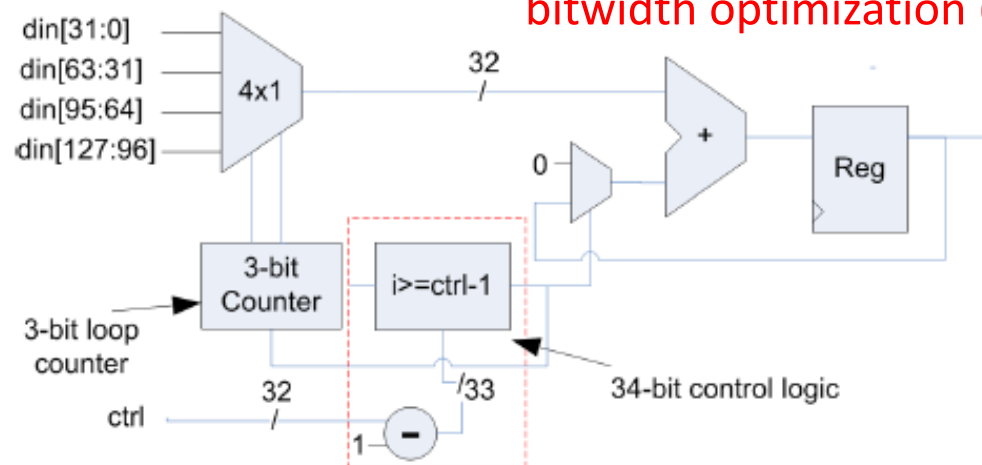 bitwidth optimization
din[31:0]
din[63:31]
din[95:64]
din[127:96]
4x1
32
+
0
Reg
3-bit
Counter
i>=ctrl-1
3-bit loop
counter
34-bit control logic
32
/33
ctrl
1
-